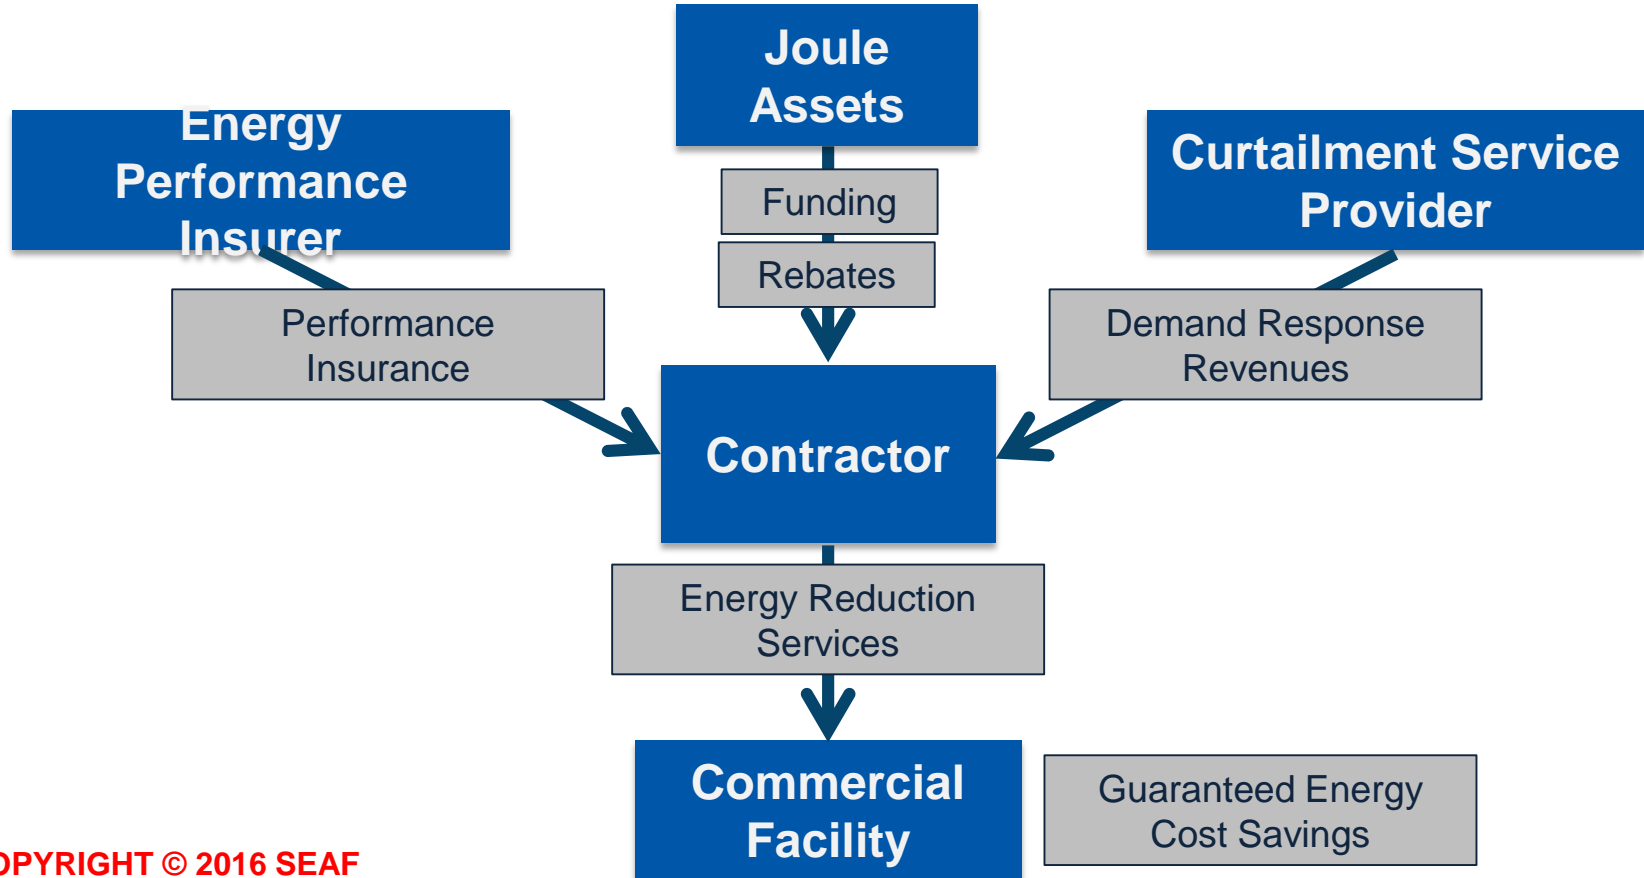 Joule
Assets
Energy
Performance
Insurer
Curtailment Service
Provider
Funding
Rebates
Performance
Insurance
Demand Response
Revenues
Contractor
Energy Reduction
Services
Commercial
Facility
Guaranteed Energy
Cost Savings
OPYRIGHT © 2016 SEAF